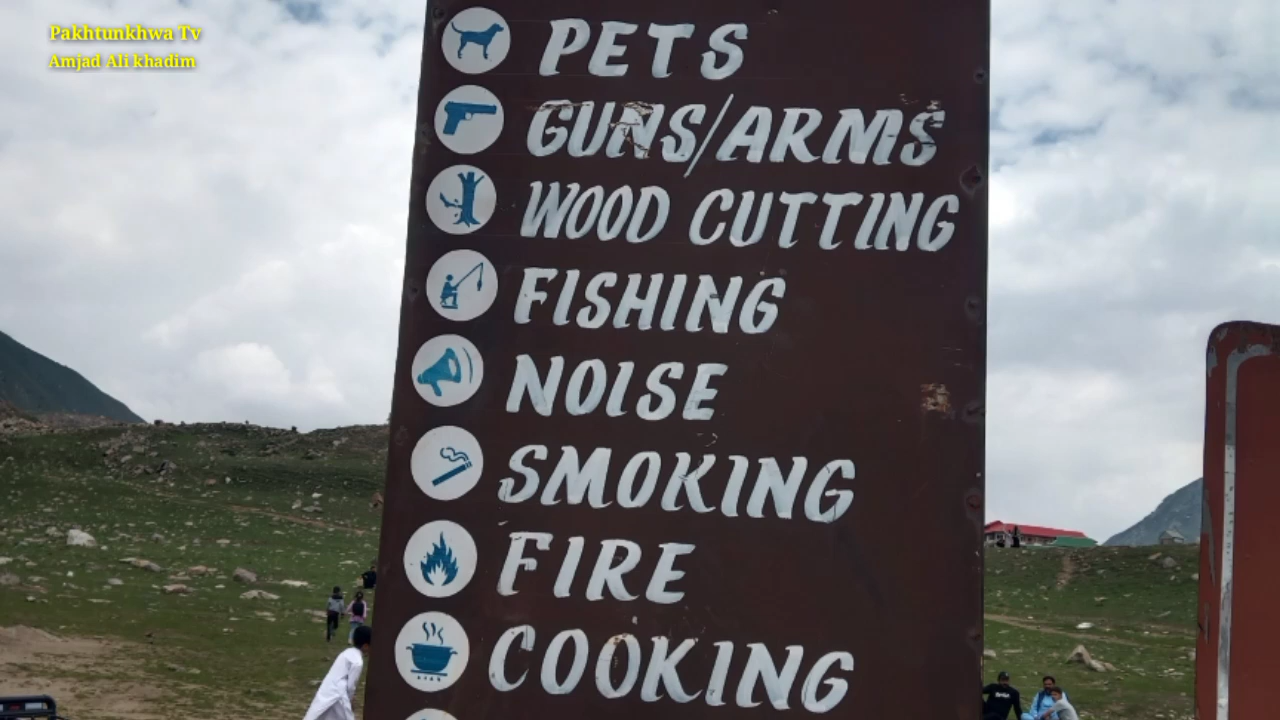 Pakhtunkhwa Tv
Amjad Ali khadim
PETS
GUNS/ARMS
WOOD CUTTING
FISHING
NOISE
SMOKING
FIRE
COOKING